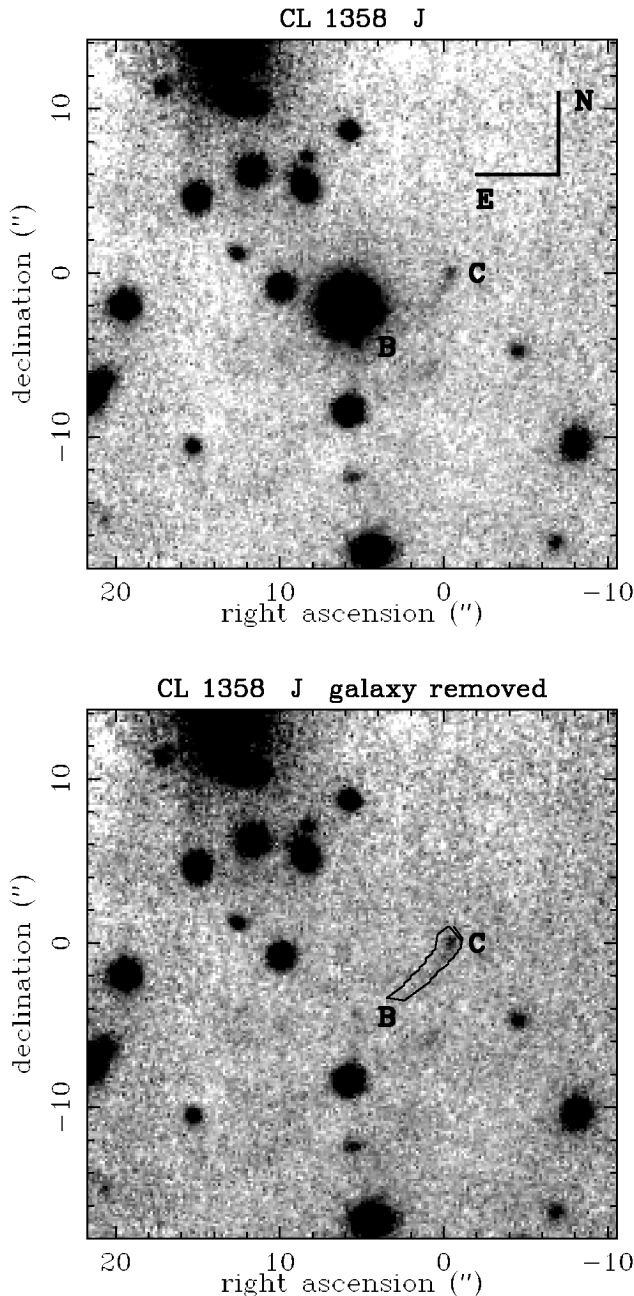 CL 1358 J
10
N
E
declination (")
0
C
B
-10
20
10
0
-10
right ascension (")
CL 1358 J galaxy removed
10
declination (")
0
C
B
-10
20
10
0
-10
right ascension (")